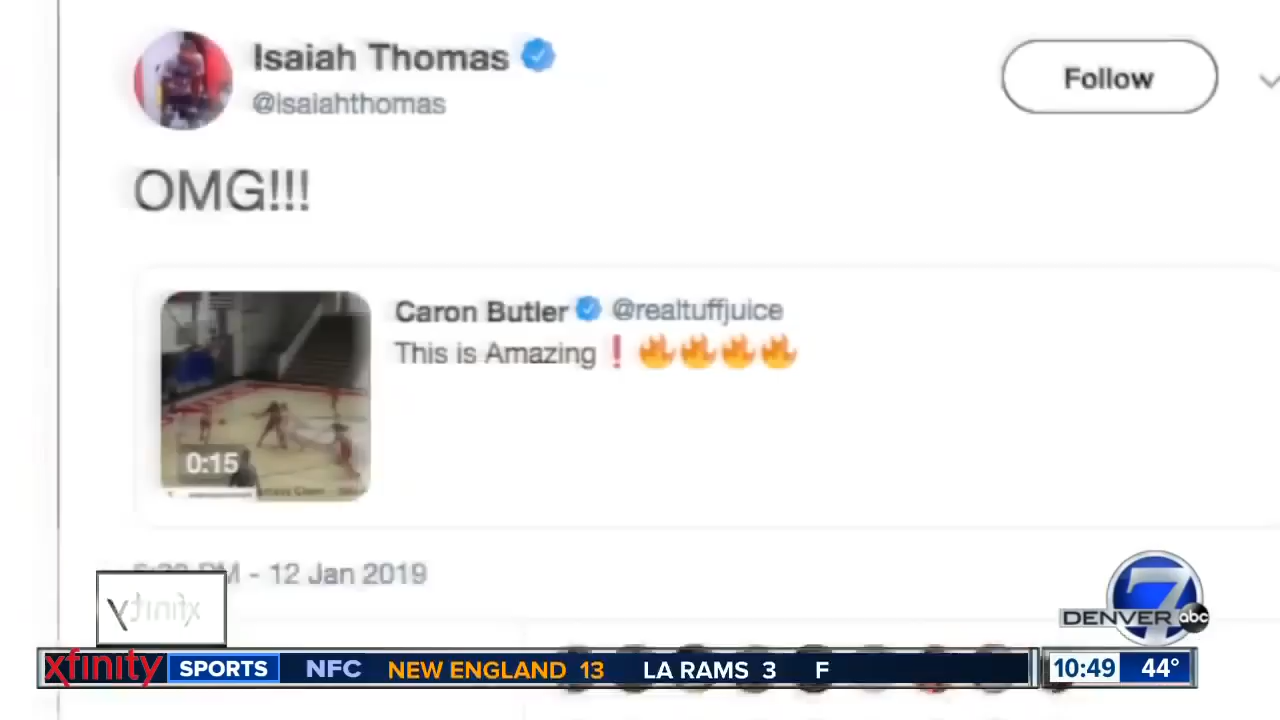 Isaiah Thomas
Follow
@isaiahthomas
OMG!!!
Caron Butler @realtuffjuice
This is Amazing❗🔥🔥🔥🔥
0:15
PM - 12 Jan 2019
xfinity
7
DENVER abc
xfinity SPORTS NFC NEW ENGLAND 13 LA RAMS 3 F 10:49 44°